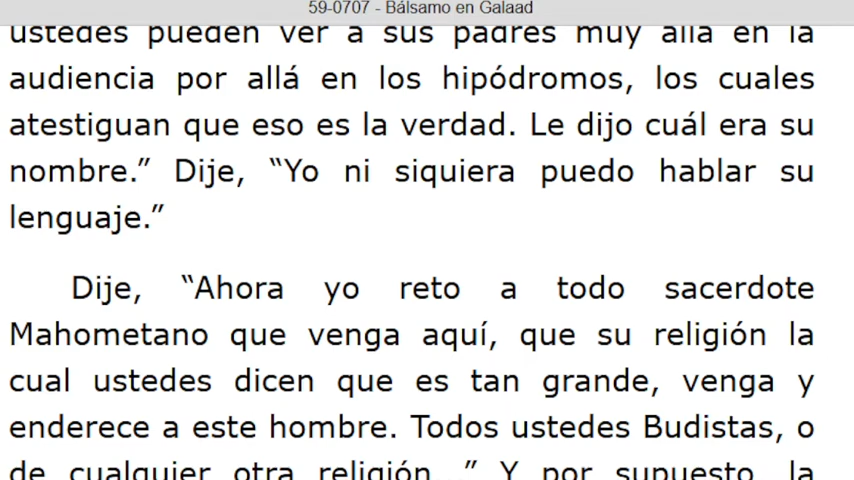 59-0707 - Bálsamo en Galaad
ustedes pueden ver a sus padres muy allá en la
audiencia por allá en los hipódromos, los cuales
atestiguan que eso es la verdad. Le dijo cuál era su
nombre.” Dije, “Yo ni siquiera puedo hablar su
lenguaje.”
Dije, “Ahora yo reto a todo sacerdote
Mahometano que venga aquí, que su religión la
cual ustedes dicen que es tan grande, venga y
enderece a este hombre. Todos ustedes Budistas, o
de cualquier otra religión...” Y por supuesto, la